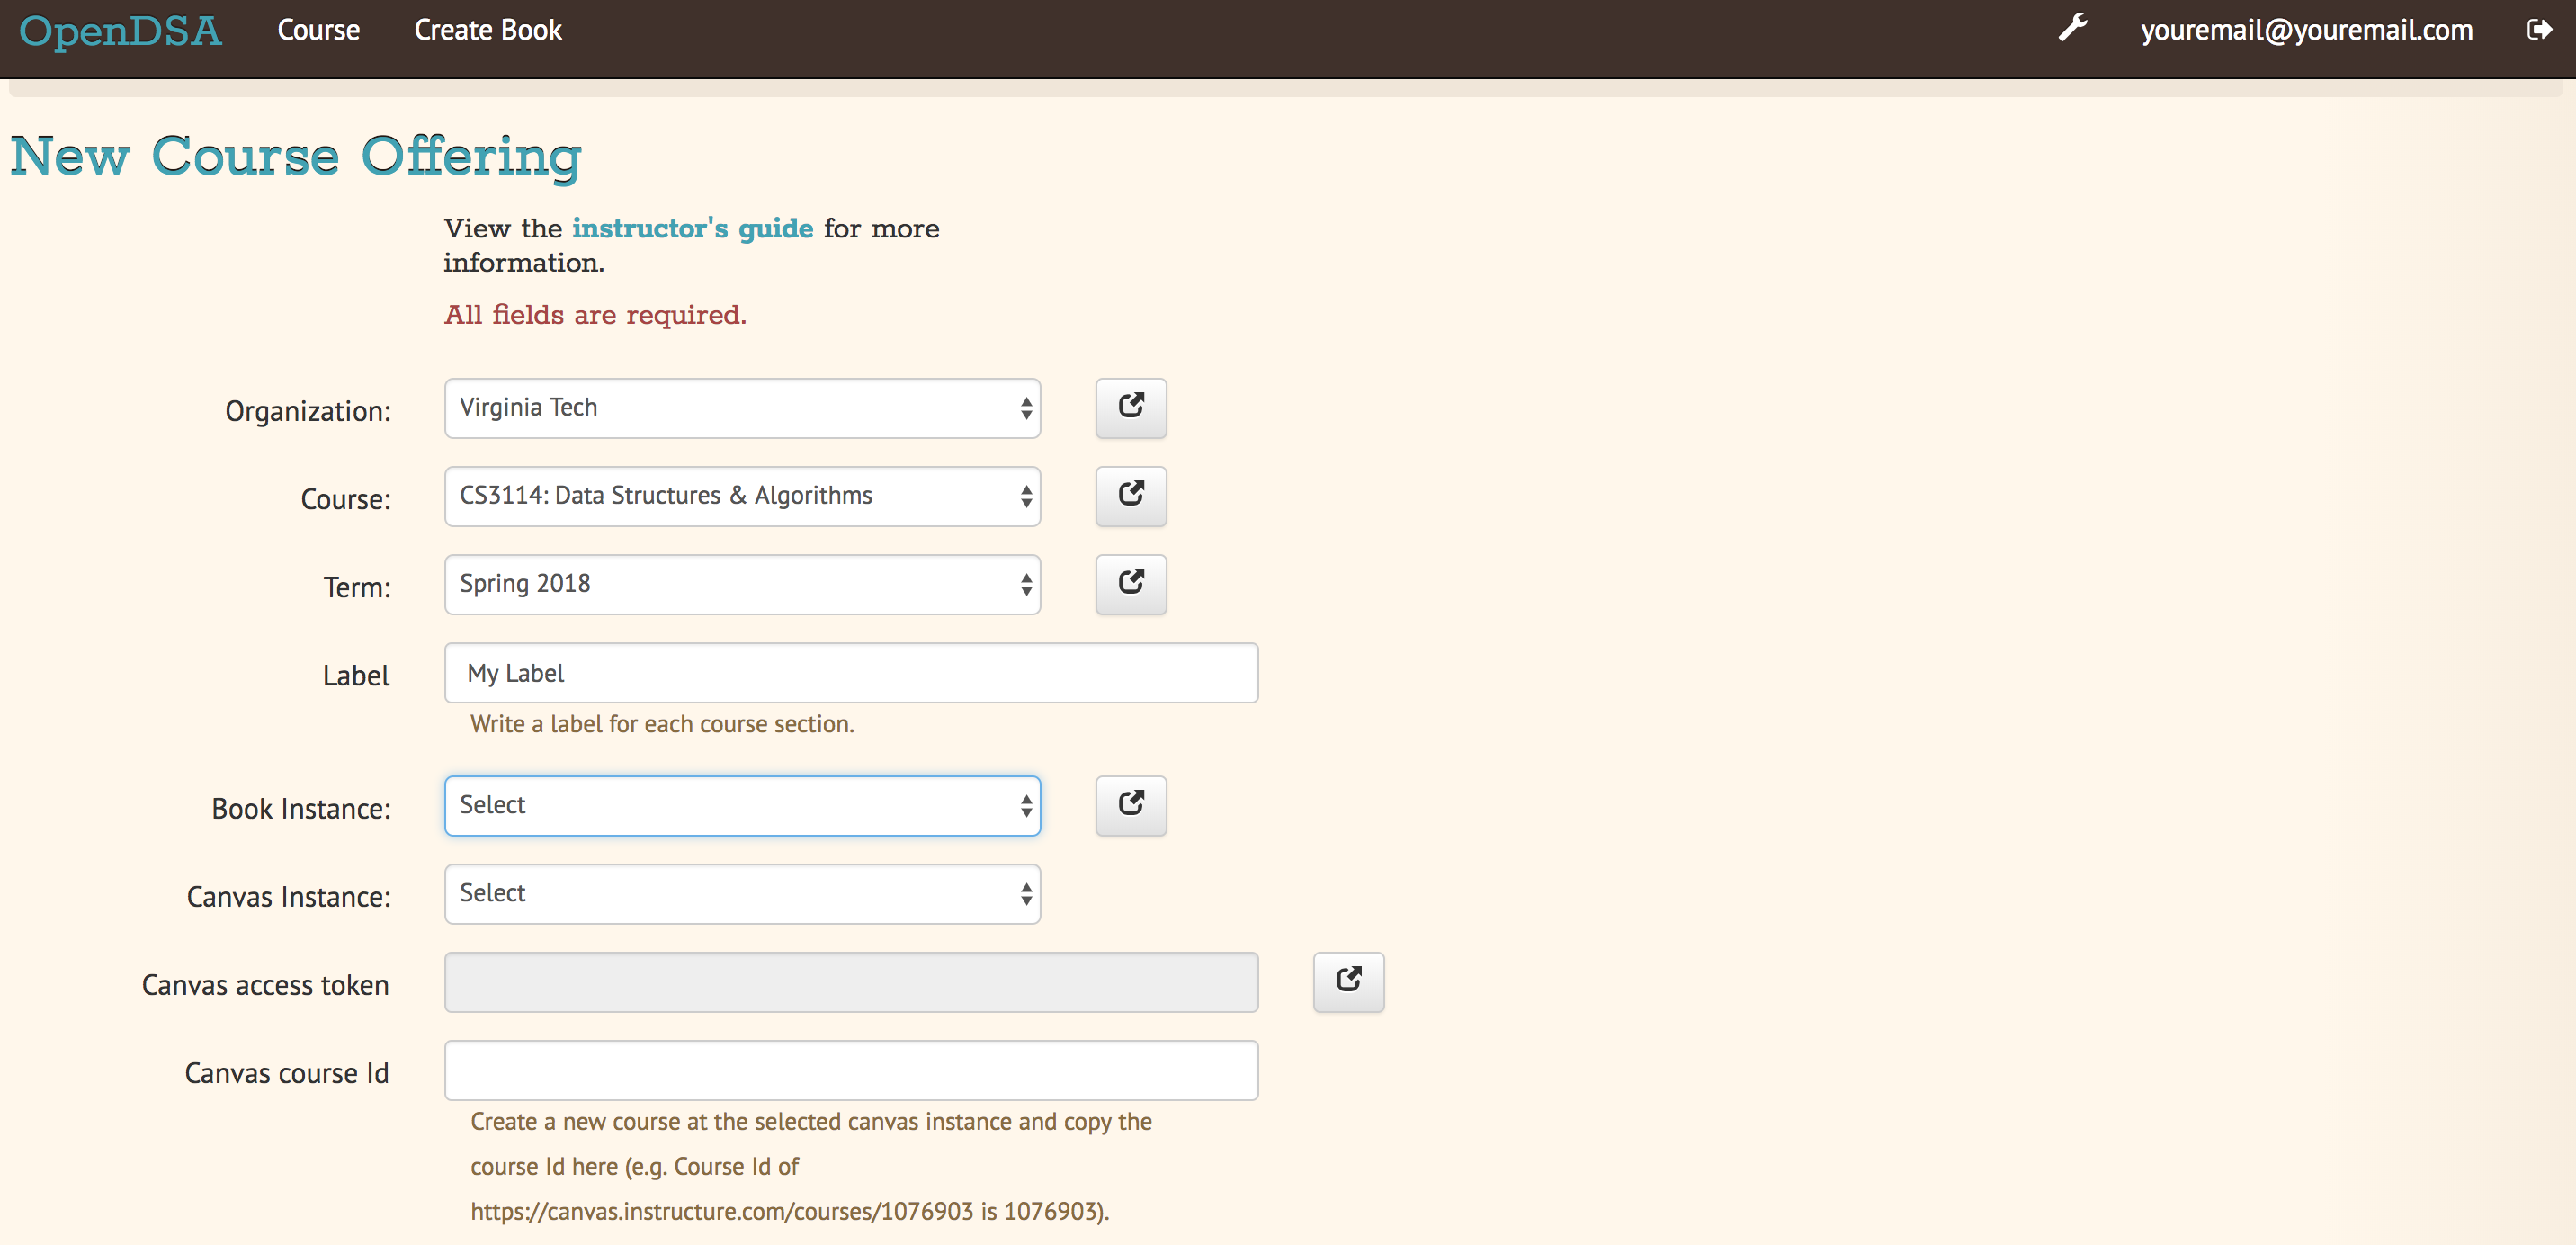 OpenDSA Course Create Book youremail@youremail.com
New Course Offering
View the instructor's guide for more
information.
All fields are required.
Organization: Virginia Tech
Course: CS3114: Data Structures & Algorithms
Term: Spring 2018
Label My Label
Write a label for each course section.
Book Instance: Select
Canvas Instance: Select
Canvas access token
Canvas course Id
Create a new course at the selected canvas instance and copy the
course Id here (e.g. Course Id of
https://canvas.instructure.com/courses/1076903 is 1076903).